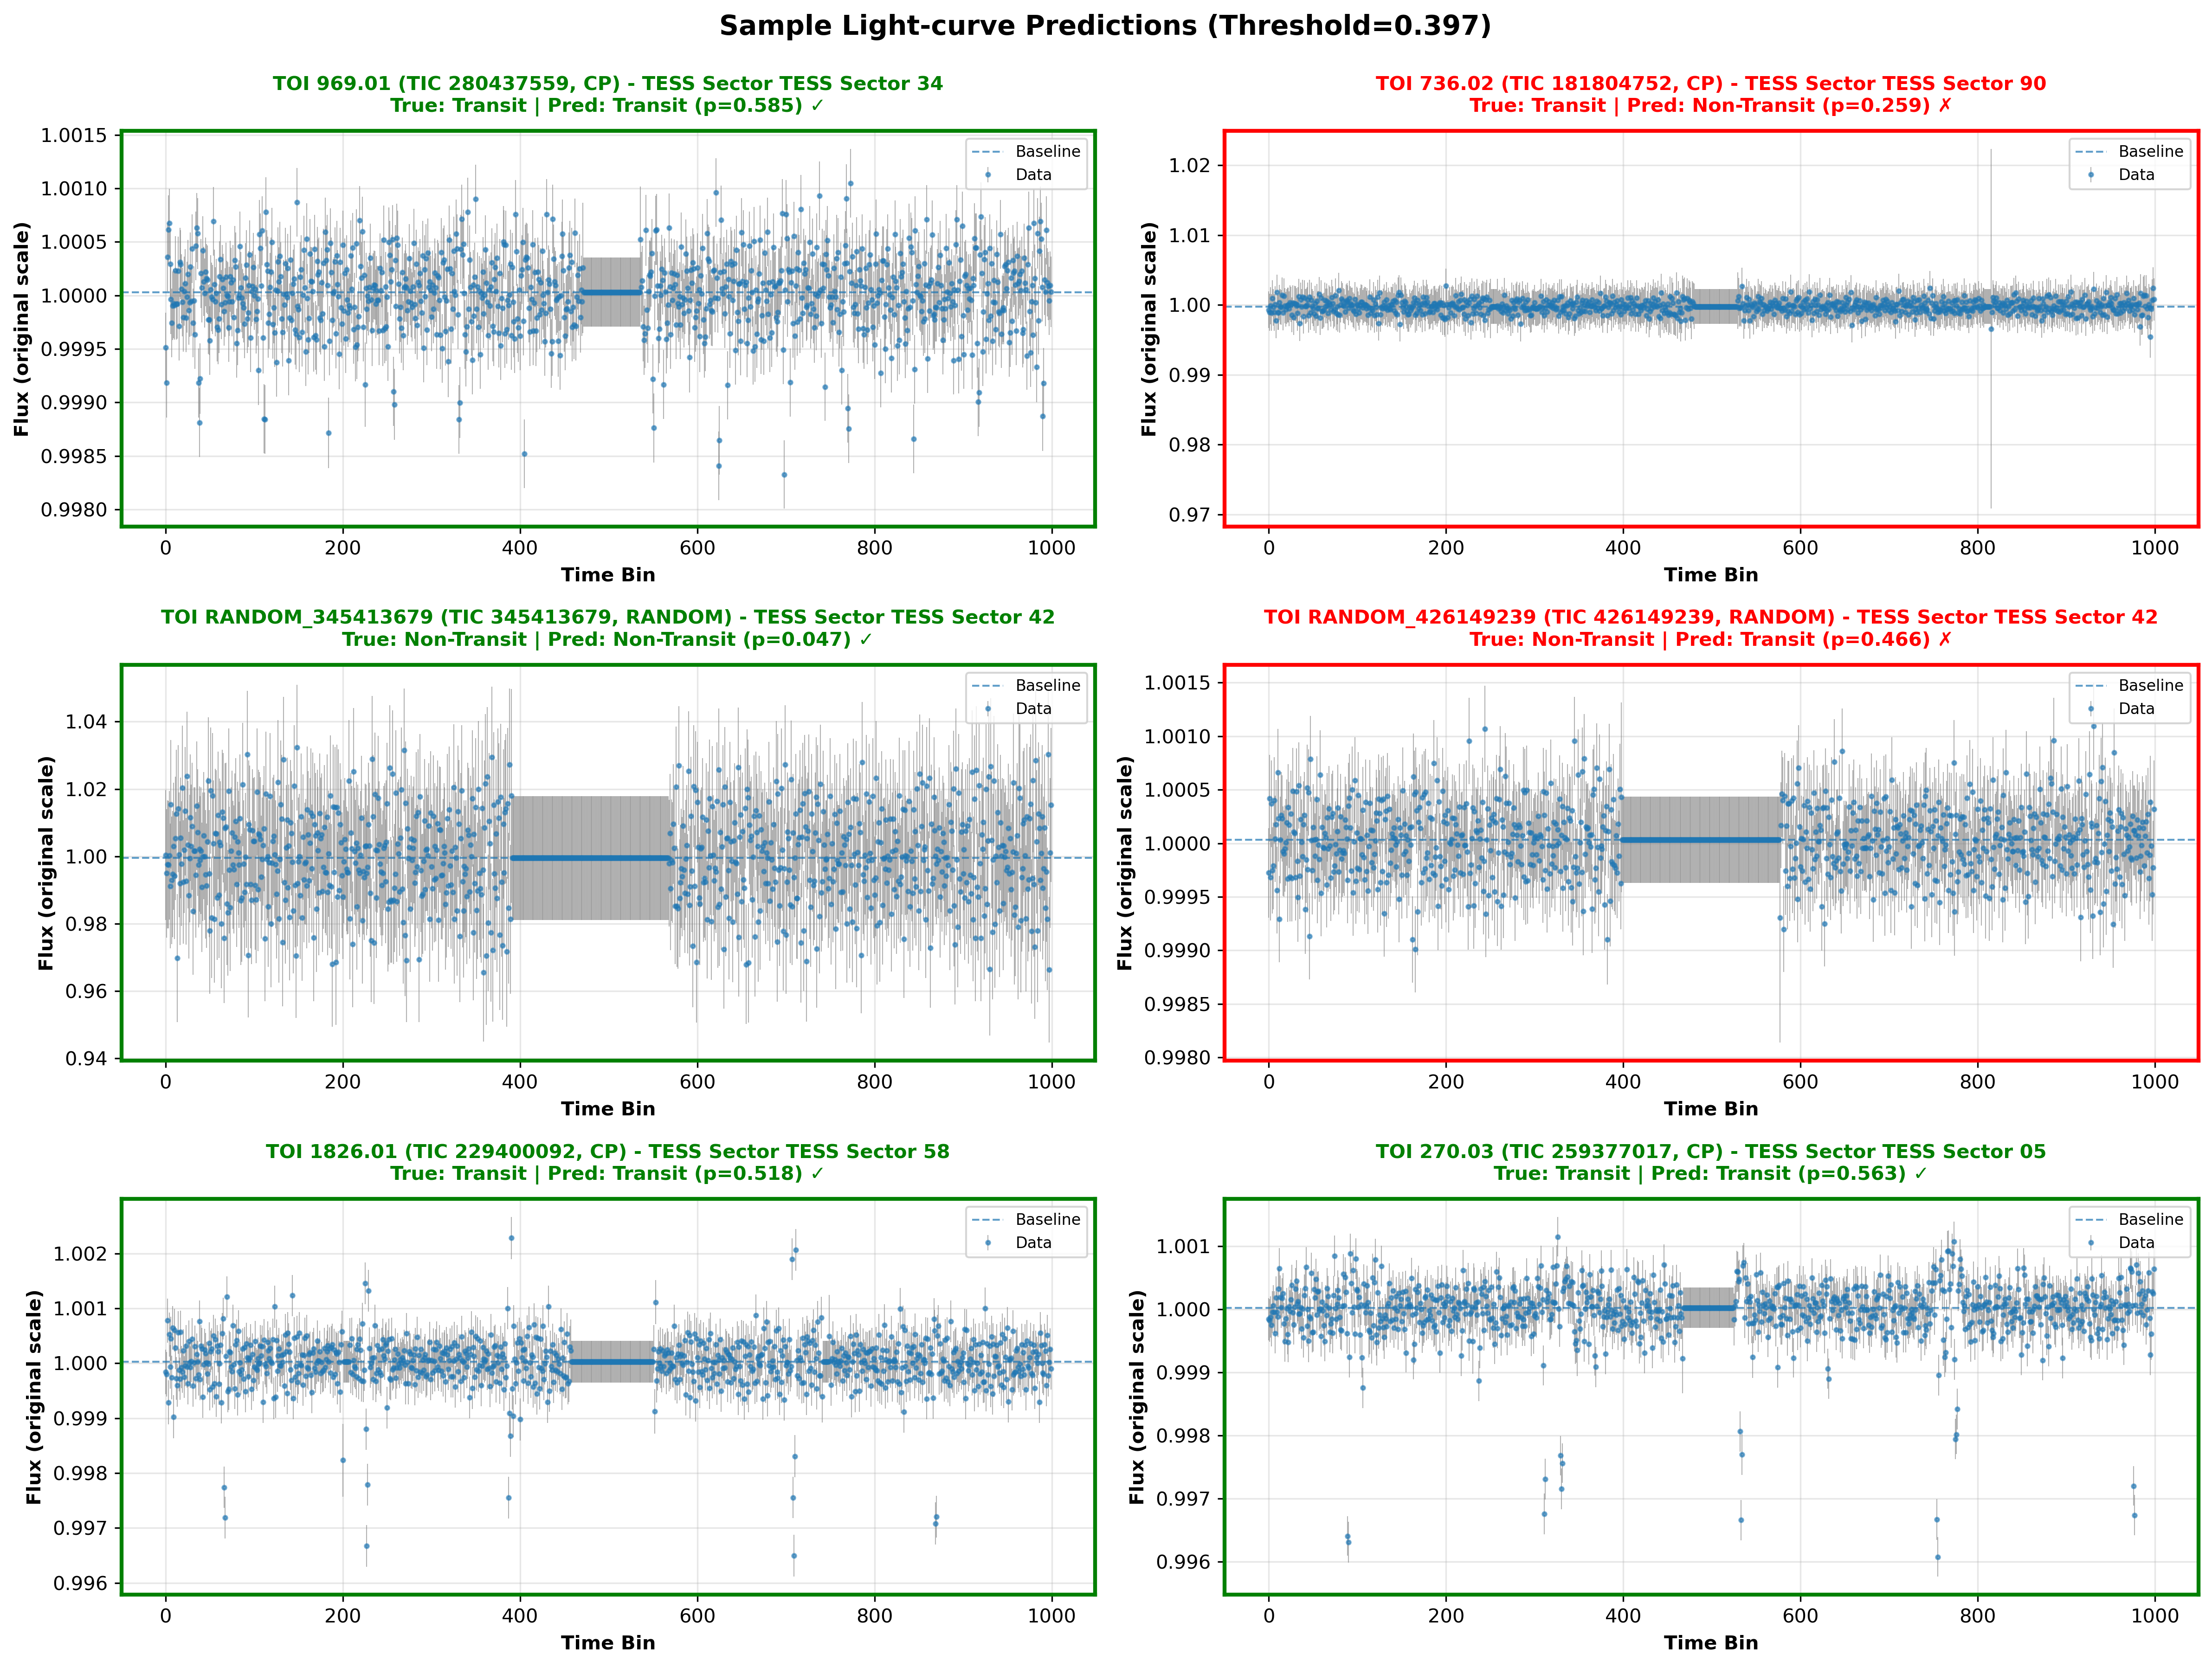 Sample Light-curve Predictions (Threshold=0.397)
TOI 969.01 (TIC 280437559, CP) - TESS Sector TESS Sector 34
True: Transit | Pred: Transit (p=0.585) ✓
Flux (original scale)
1.0015
1.0010
1.0005
1.0000
0.9995
0.9990
0.9985
0.9980
Baseline
Data
0 200 400 600 800 1000
Time Bin
TOI 736.02 (TIC 181804752, CP) - TESS Sector TESS Sector 90
True: Transit | Pred: Non-Transit (p=0.259) ✗
Flux (original scale)
1.02
1.01
1.00
0.99
0.98
0.97
Baseline
Data
0 200 400 600 800 1000
Time Bin
TOI RANDOM_345413679 (TIC 345413679, RANDOM) - TESS Sector TESS Sector 42
True: Non-Transit | Pred: Non-Transit (p=0.047) ✓
Flux (original scale)
1.04
1.02
1.00
0.98
0.96
0.94
Baseline
Data
0 200 400 600 800 1000
Time Bin
TOI RANDOM_426149239 (TIC 426149239, RANDOM) - TESS Sector TESS Sector 42
True: Non-Transit | Pred: Transit (p=0.466) ✗
Flux (original scale)
1.0015
1.0010
1.0005
1.0000
0.9995
0.9990
0.9985
0.9980
Baseline
Data
0 200 400 600 800 1000
Time Bin
TOI 1826.01 (TIC 229400092, CP) - TESS Sector TESS Sector 58
True: Transit | Pred: Transit (p=0.518) ✓
Flux (original scale)
1.002
1.001
1.000
0.999
0.998
0.997
0.996
Baseline
Data
0 200 400 600 800 1000
Time Bin
TOI 270.03 (TIC 259377017, CP) - TESS Sector TESS Sector 05
True: Transit | Pred: Transit (p=0.563) ✓
Flux (original scale)
1.001
1.000
0.999
0.998
0.997
0.996
Baseline
Data
0 200 400 600 800 1000
Time Bin